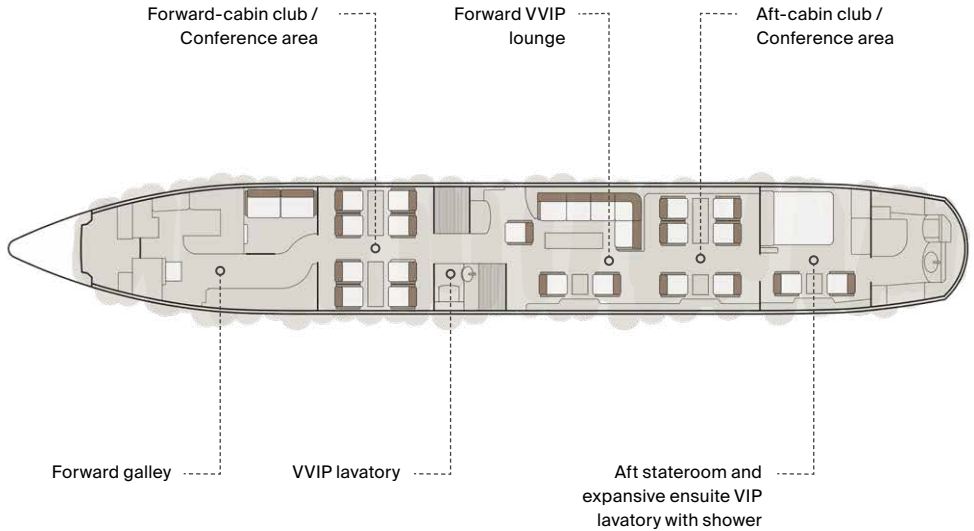 Forward-cabin club /
Conference area
Forward VVIP
lounge
Aft-cabin club /
Conference area
Forward galley
VVIP lavatory
Aft stateroom and
expansive ensuite VIP
lavatory with shower